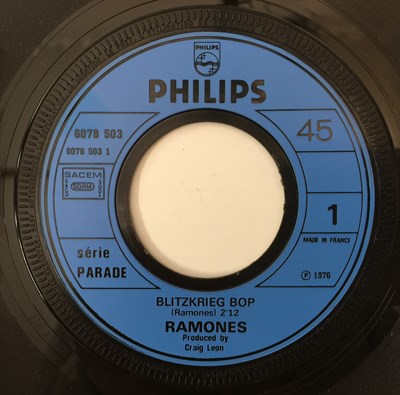 PHILIPS
PHILIPS
6078 503
45
6078 503 1
SACEM
SDRM
1
MADE IN FRANCE
série
PARADE
℗ 1976
BLITZKRIEG BOP
(Ramones) 2'12
RAMONES
Produced by
Craig Leon